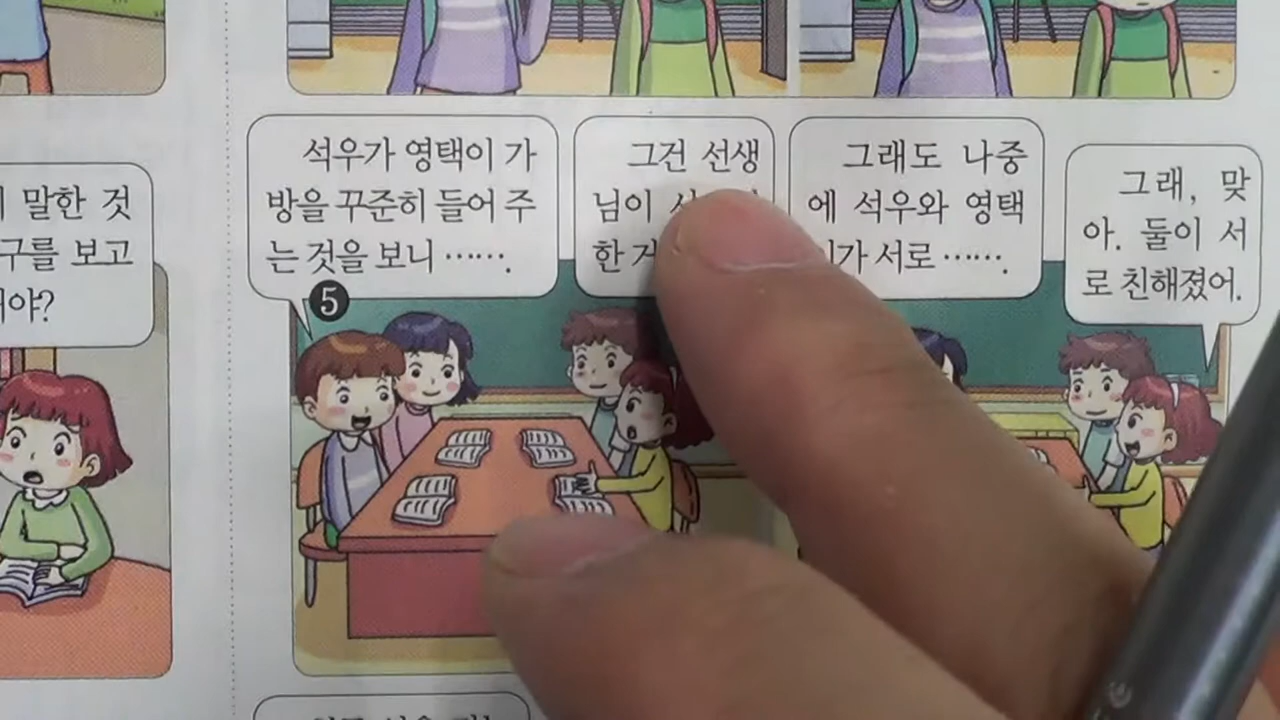 말한 것
구를 보고
야?
석우가 영택이 가
방을 꾸준히 들어 주
는 것을 보니 …….
5
그건 선생
님이
한
그래도 나중
에 석우와 영택
이가 서로 …….
그래, 맞
아. 둘이 서
로 친해졌어.